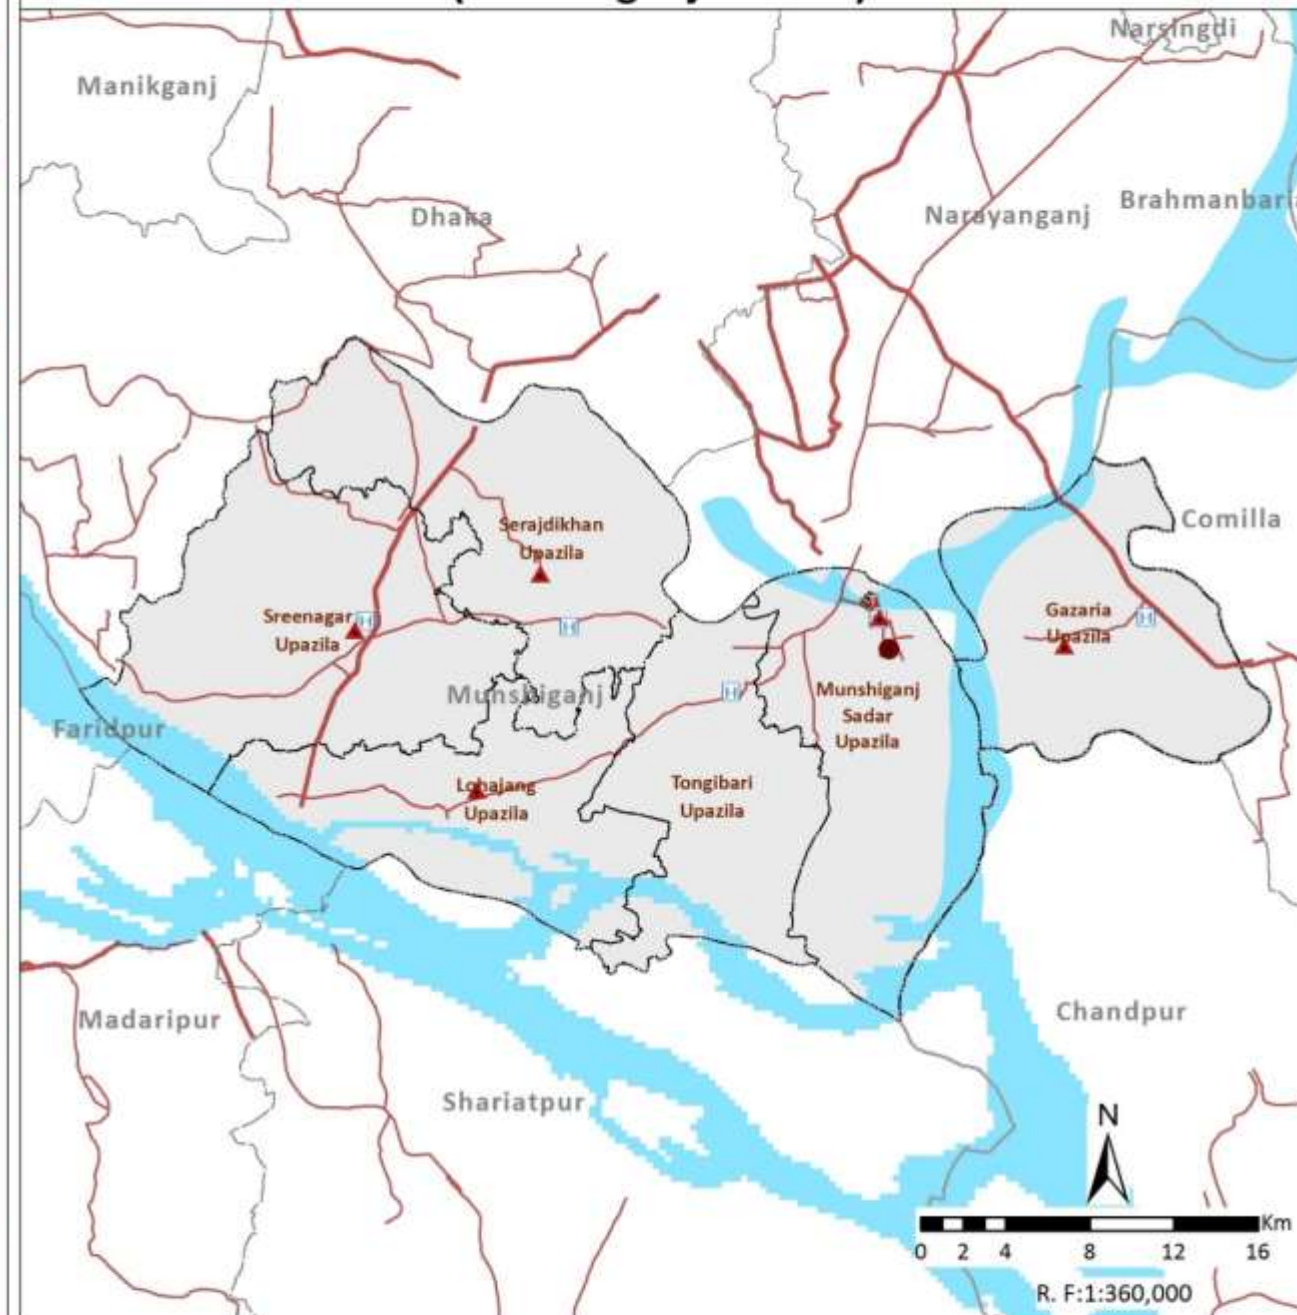 Narsingdi
Manikganj
Brahmanbaria
Dhaka
Narayanganj
Comilla
Serajdikhan
Upazila
Sreenagar
Upazila
H
H
Gazaria
Upazila
H
Munshiganj
H
Munshiganj
Sadar
Upazila
Faridpur
Lohajang
Upazila
Tongibari
Upazila
Madaripur
Chandpur
Shariatpur
N
Km
0 2 4 8 12 16
R. F:1:360,000